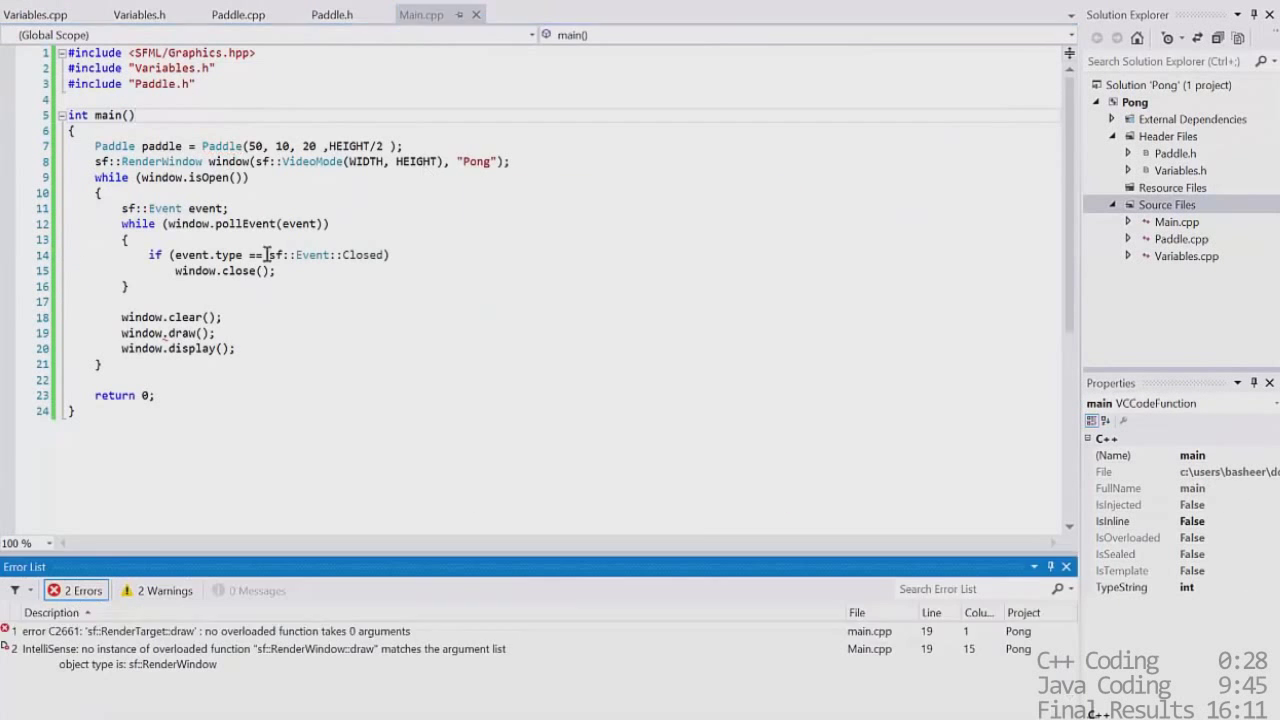 Variables.cpp Variables.h Paddle.cpp Paddle.h Main.cpp
(Global Scope) main()
1 #include <SFML/Graphics.hpp>
2 #include "Variables.h"
3 #include "Paddle.h"
4
5 int main()
6 {
7 Paddle paddle = Paddle(50, 10, 20 ,HEIGHT/2 );
8 sf::RenderWindow window(sf::VideoMode(WIDTH, HEIGHT), "Pong");
9 while (window.isOpen())
10 {
11 sf::Event event;
12 while (window.pollEvent(event))
13 {
14 if (event.type == sf::Event::Closed)
15 window.close();
16 }
17
18 window.clear();
19 window.draw();
20 window.display();
21 }
22
23 return 0;
24 }
100 %
Solution Explorer
Search Solution Explorer (Ctrl+;)
Solution 'Pong' (1 project)
Pong
External Dependencies
Header Files
Paddle.h
Variables.h
Resource Files
Source Files
Main.cpp
Paddle.cpp
Variables.cpp
Properties
main VCCodeFunction
C++
(Name) main
File c:\users\basheer\do
FullName main
IsInjected False
IsInline False
IsOverloaded False
IsSealed False
IsTemplate False
TypeString int
Error List
2 Errors 2 Warnings 0 Messages Search Error List
Description File Line Colu... Project
1 error C2661: 'sf::RenderTarget::draw' : no overloaded function takes 0 arguments main.cpp 19 1 Pong
2 IntelliSense: no instance of overloaded function "sf::RenderWindow::draw" matches the argument list Main.cpp 19 15 Pong
object type is: sf::RenderWindow
C++ Coding 0:28
Java Coding 9:45
Final Results 16:11
C++